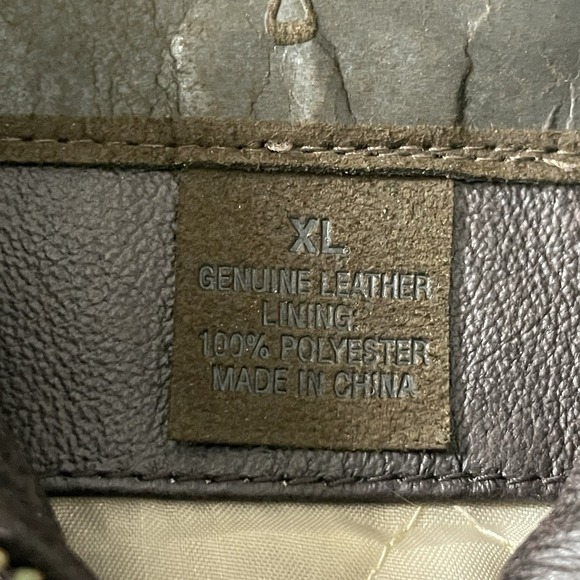 XL
GENUINE LEATHER
LINING:
100% POLYESTER
MADE IN CHINA